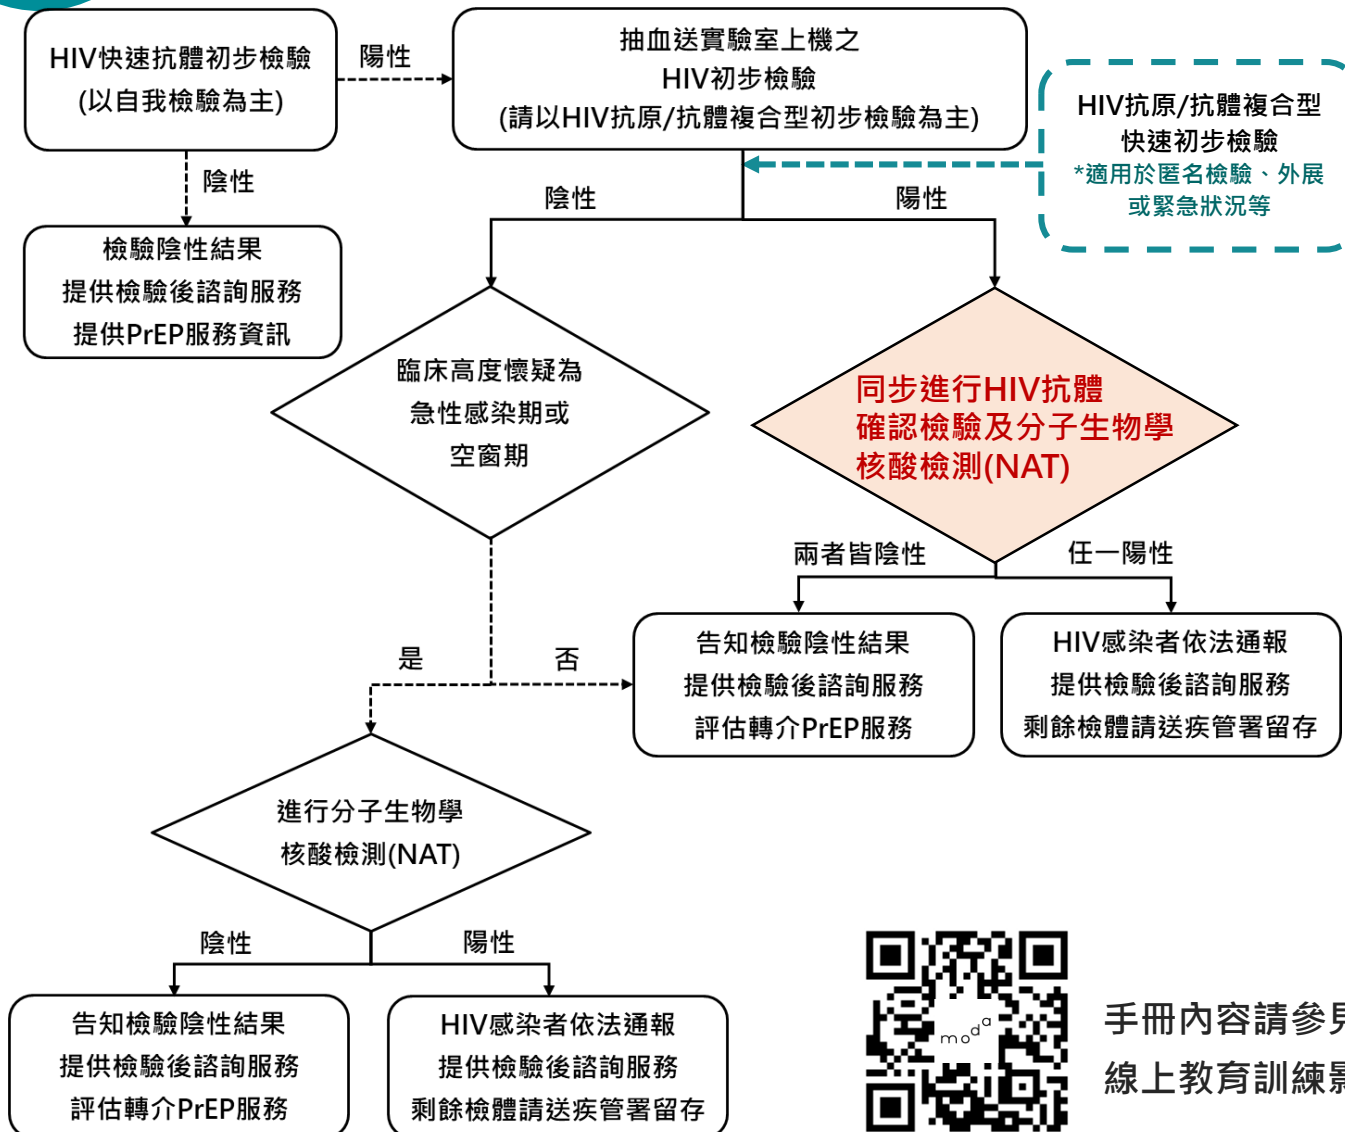 HIV快速抗體初步檢驗
(以自我檢驗為主)
陽性
抽血送實驗室上機之
HIV初步檢驗
(請以HIV抗原/抗體複合型初步檢驗為主)
HIV抗原/抗體複合型
快速初步檢驗
*適用於匿名檢驗、外展
或緊急狀況等
陰性
陰性
陽性
檢驗陰性結果
提供檢驗後諮詢服務
提供PrEP服務資訊
臨床高度懷疑為
急性感染期或
空窗期
同步進行HIV抗體
確認檢驗及分子生物學
核酸檢測(NAT)
兩者皆陰性
任一陽性
是
否
告知檢驗陰性結果
提供檢驗後諮詢服務
評估轉介PrEP服務
HIV感染者依法通報
提供檢驗後諮詢服務
剩餘檢體請送疾管署留存
進行分子生物學
核酸檢測(NAT)
陰性
陽性
告知檢驗陰性結果
提供檢驗後諮詢服務
評估轉介PrEP服務
HIV感染者依法通報
提供檢驗後諮詢服務
剩餘檢體請送疾管署留存
moda
手冊內容請參見
線上教育訓練影